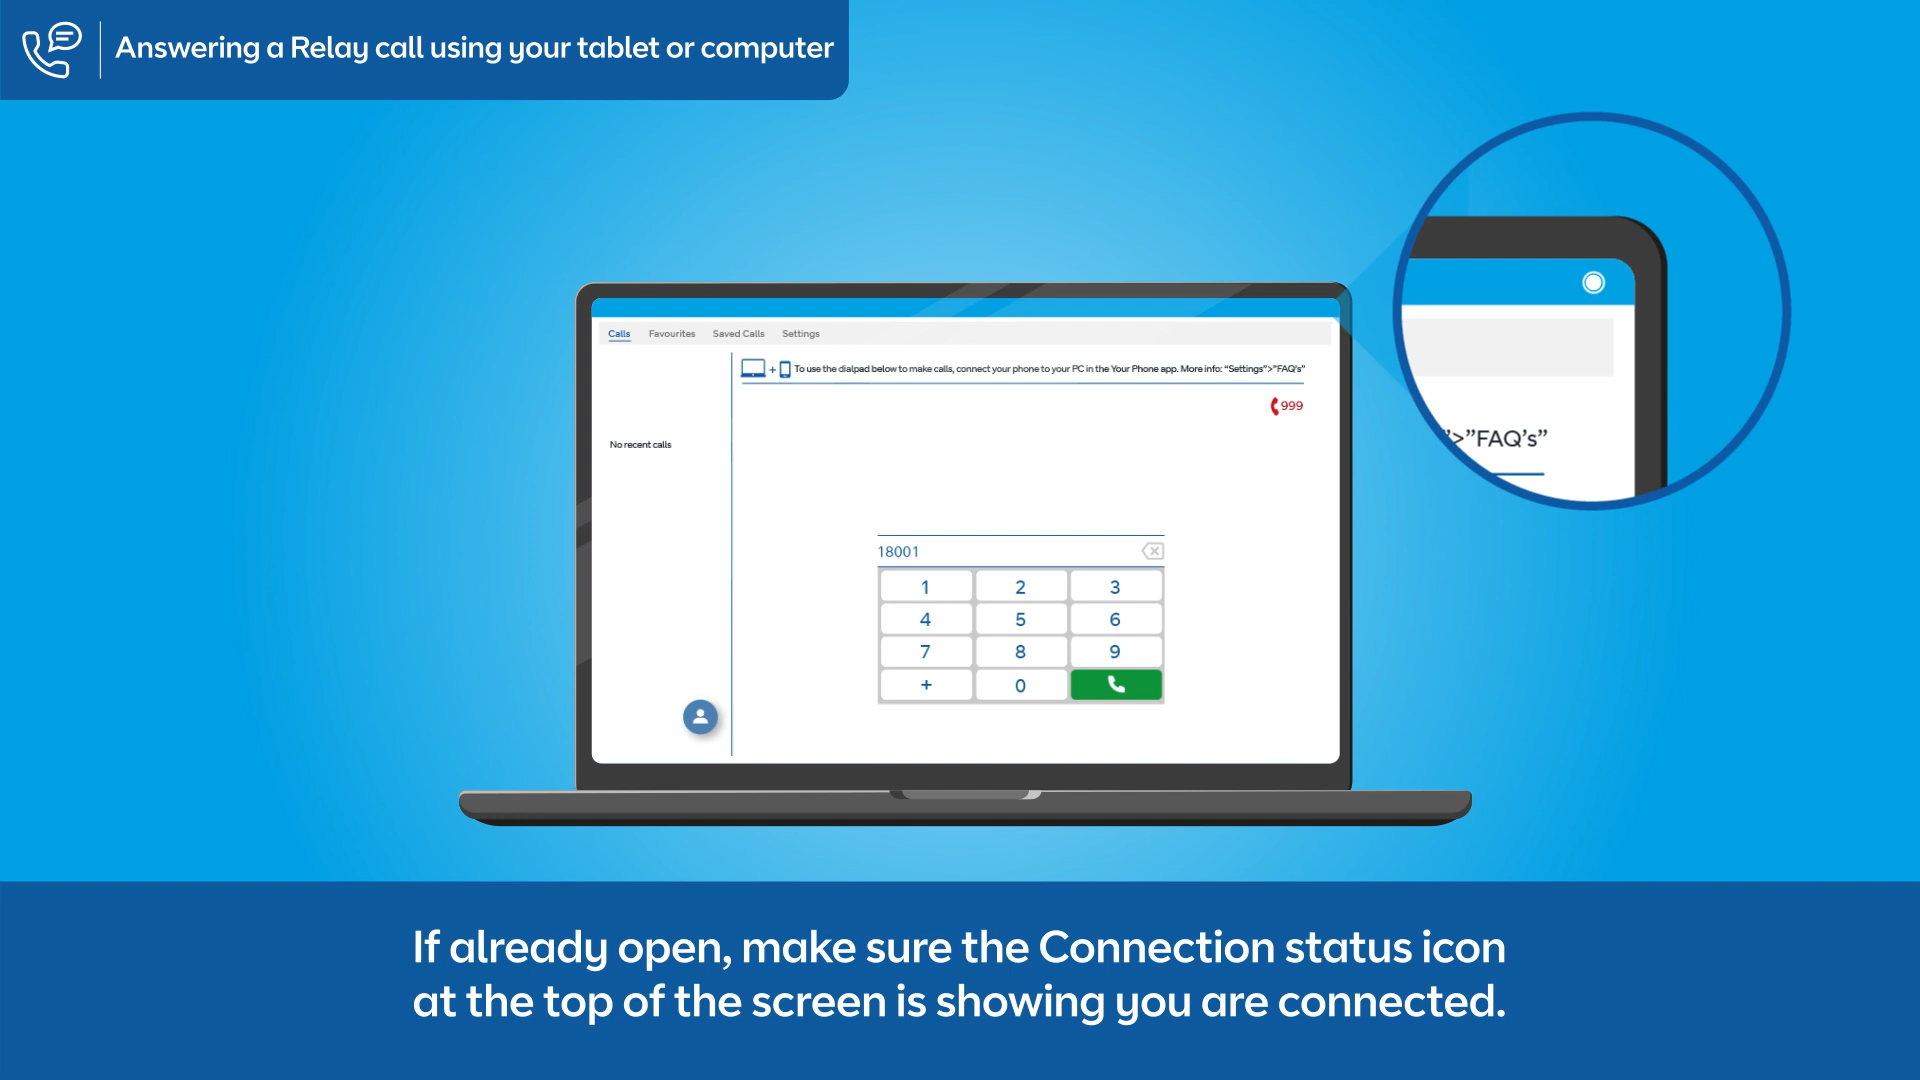 Answering a Relay call using your tablet or computer
Calls Favourites Saved Calls Settings
+ To use the dialpad below to make calls, connect your phone to your PC in the Your Phone app. More info: “Settings”>”FAQ’s”
999
No recent calls
18001
1 2 3
4 5 6
7 8 9
+ 0
”>”FAQ’s”
If already open, make sure the Connection status icon
at the top of the screen is showing you are connected.